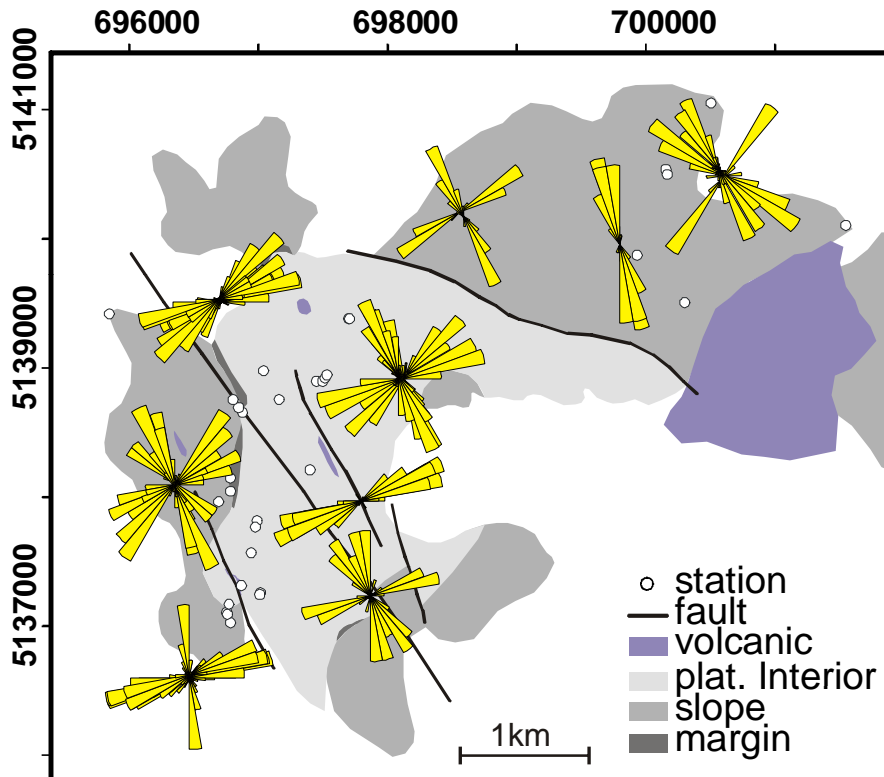 696000 698000 700000
5141000
5139000
5137000
station
fault
volcanic
plat. Interior
slope
margin
1km